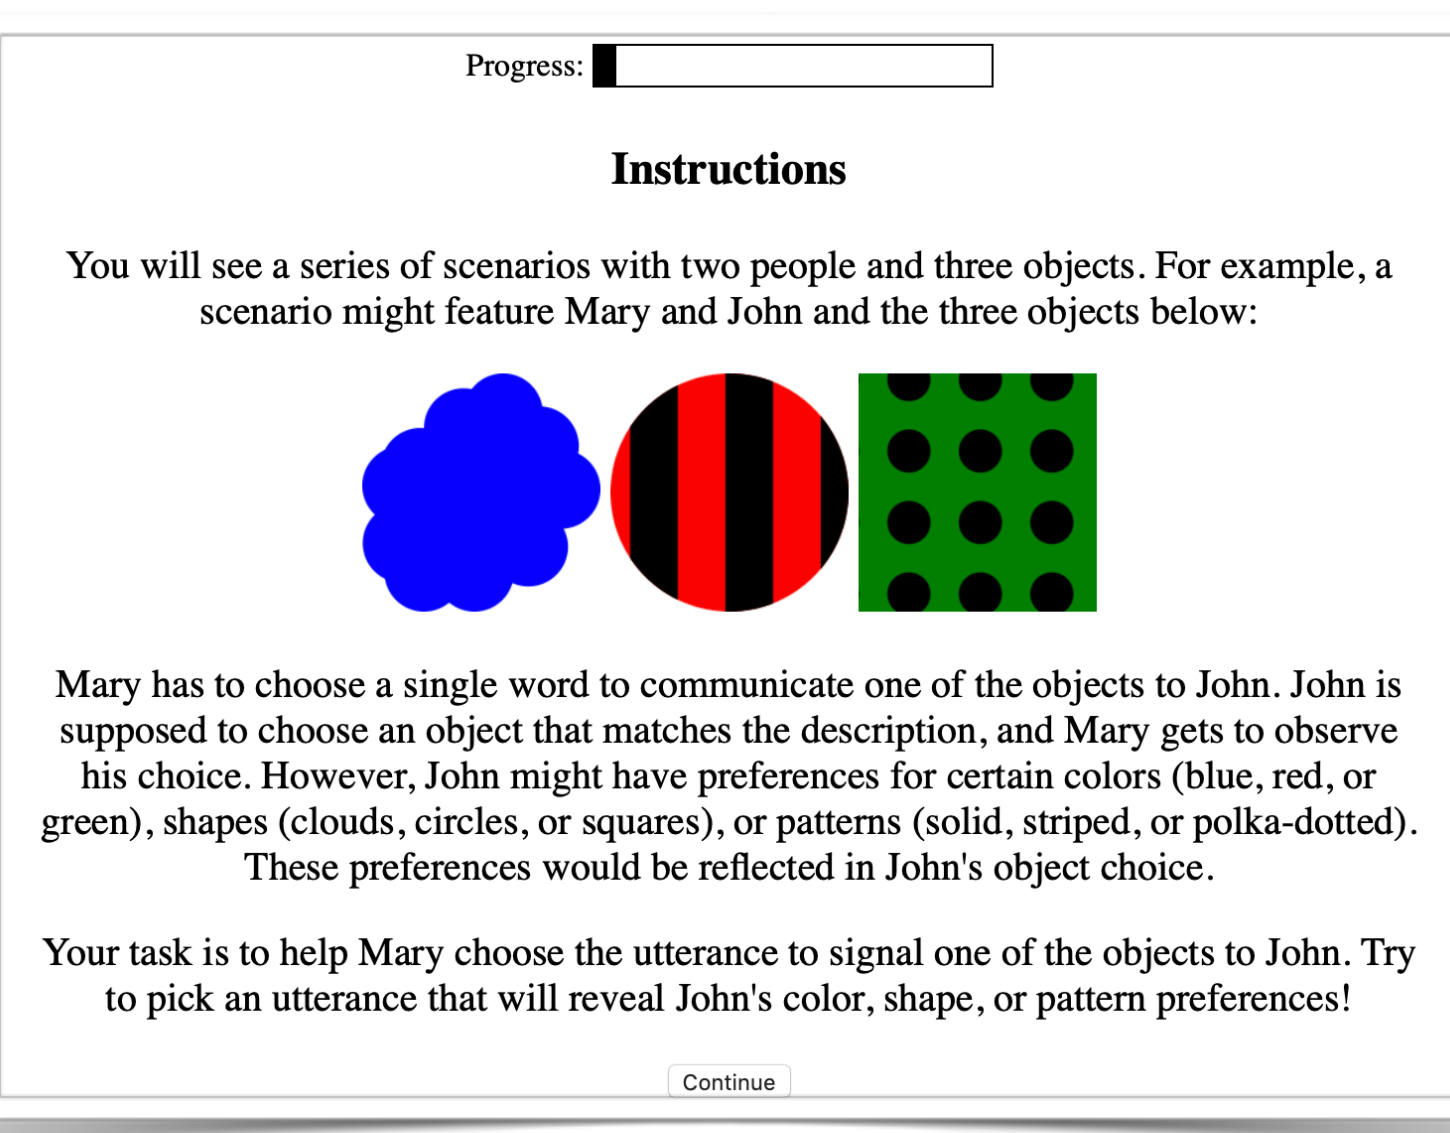 Progress:
Instructions
You will see a series of scenarios with two people and three objects. For example, a
scenario might feature Mary and John and the three objects below:
Mary has to choose a single word to communicate one of the objects to John. John is
supposed to choose an object that matches the description, and Mary gets to observe
his choice. However, John might have preferences for certain colors (blue, red, or
green), shapes (clouds, circles, or squares), or patterns (solid, striped, or polka-dotted).
These preferences would be reflected in John's object choice.
Your task is to help Mary choose the utterance to signal one of the objects to John. Try
to pick an utterance that will reveal John's color, shape, or pattern preferences!
Continue